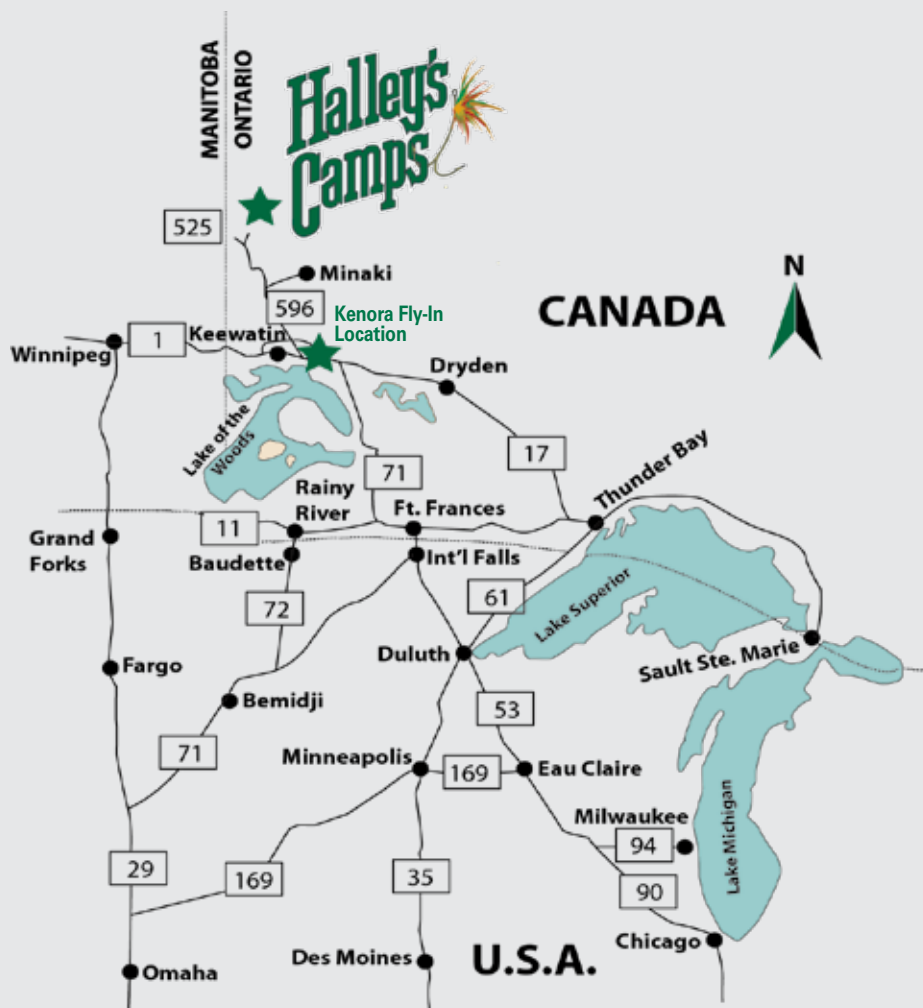 MANITOBA
ONTARIO
Halley's
Camps
525
Minaki
N
596
Kenora Fly-In
Location
CANADA
Keewatin
1
Winnipeg
Dryden
Lake of the
Woods
71
17
Rainy
River
Ft. Frances
Thunder Bay
11
Grand
Forks
Baudette
Int'l Falls
72
61
Lake Superior
Duluth
Sault Ste. Marie
Fargo
Bemidji
53
71
Minneapolis
169
Eau Claire
Milwaukee
94
Lake Michigan
29
169
35
90
Chicago
Des Moines
U.S.A.
Omaha